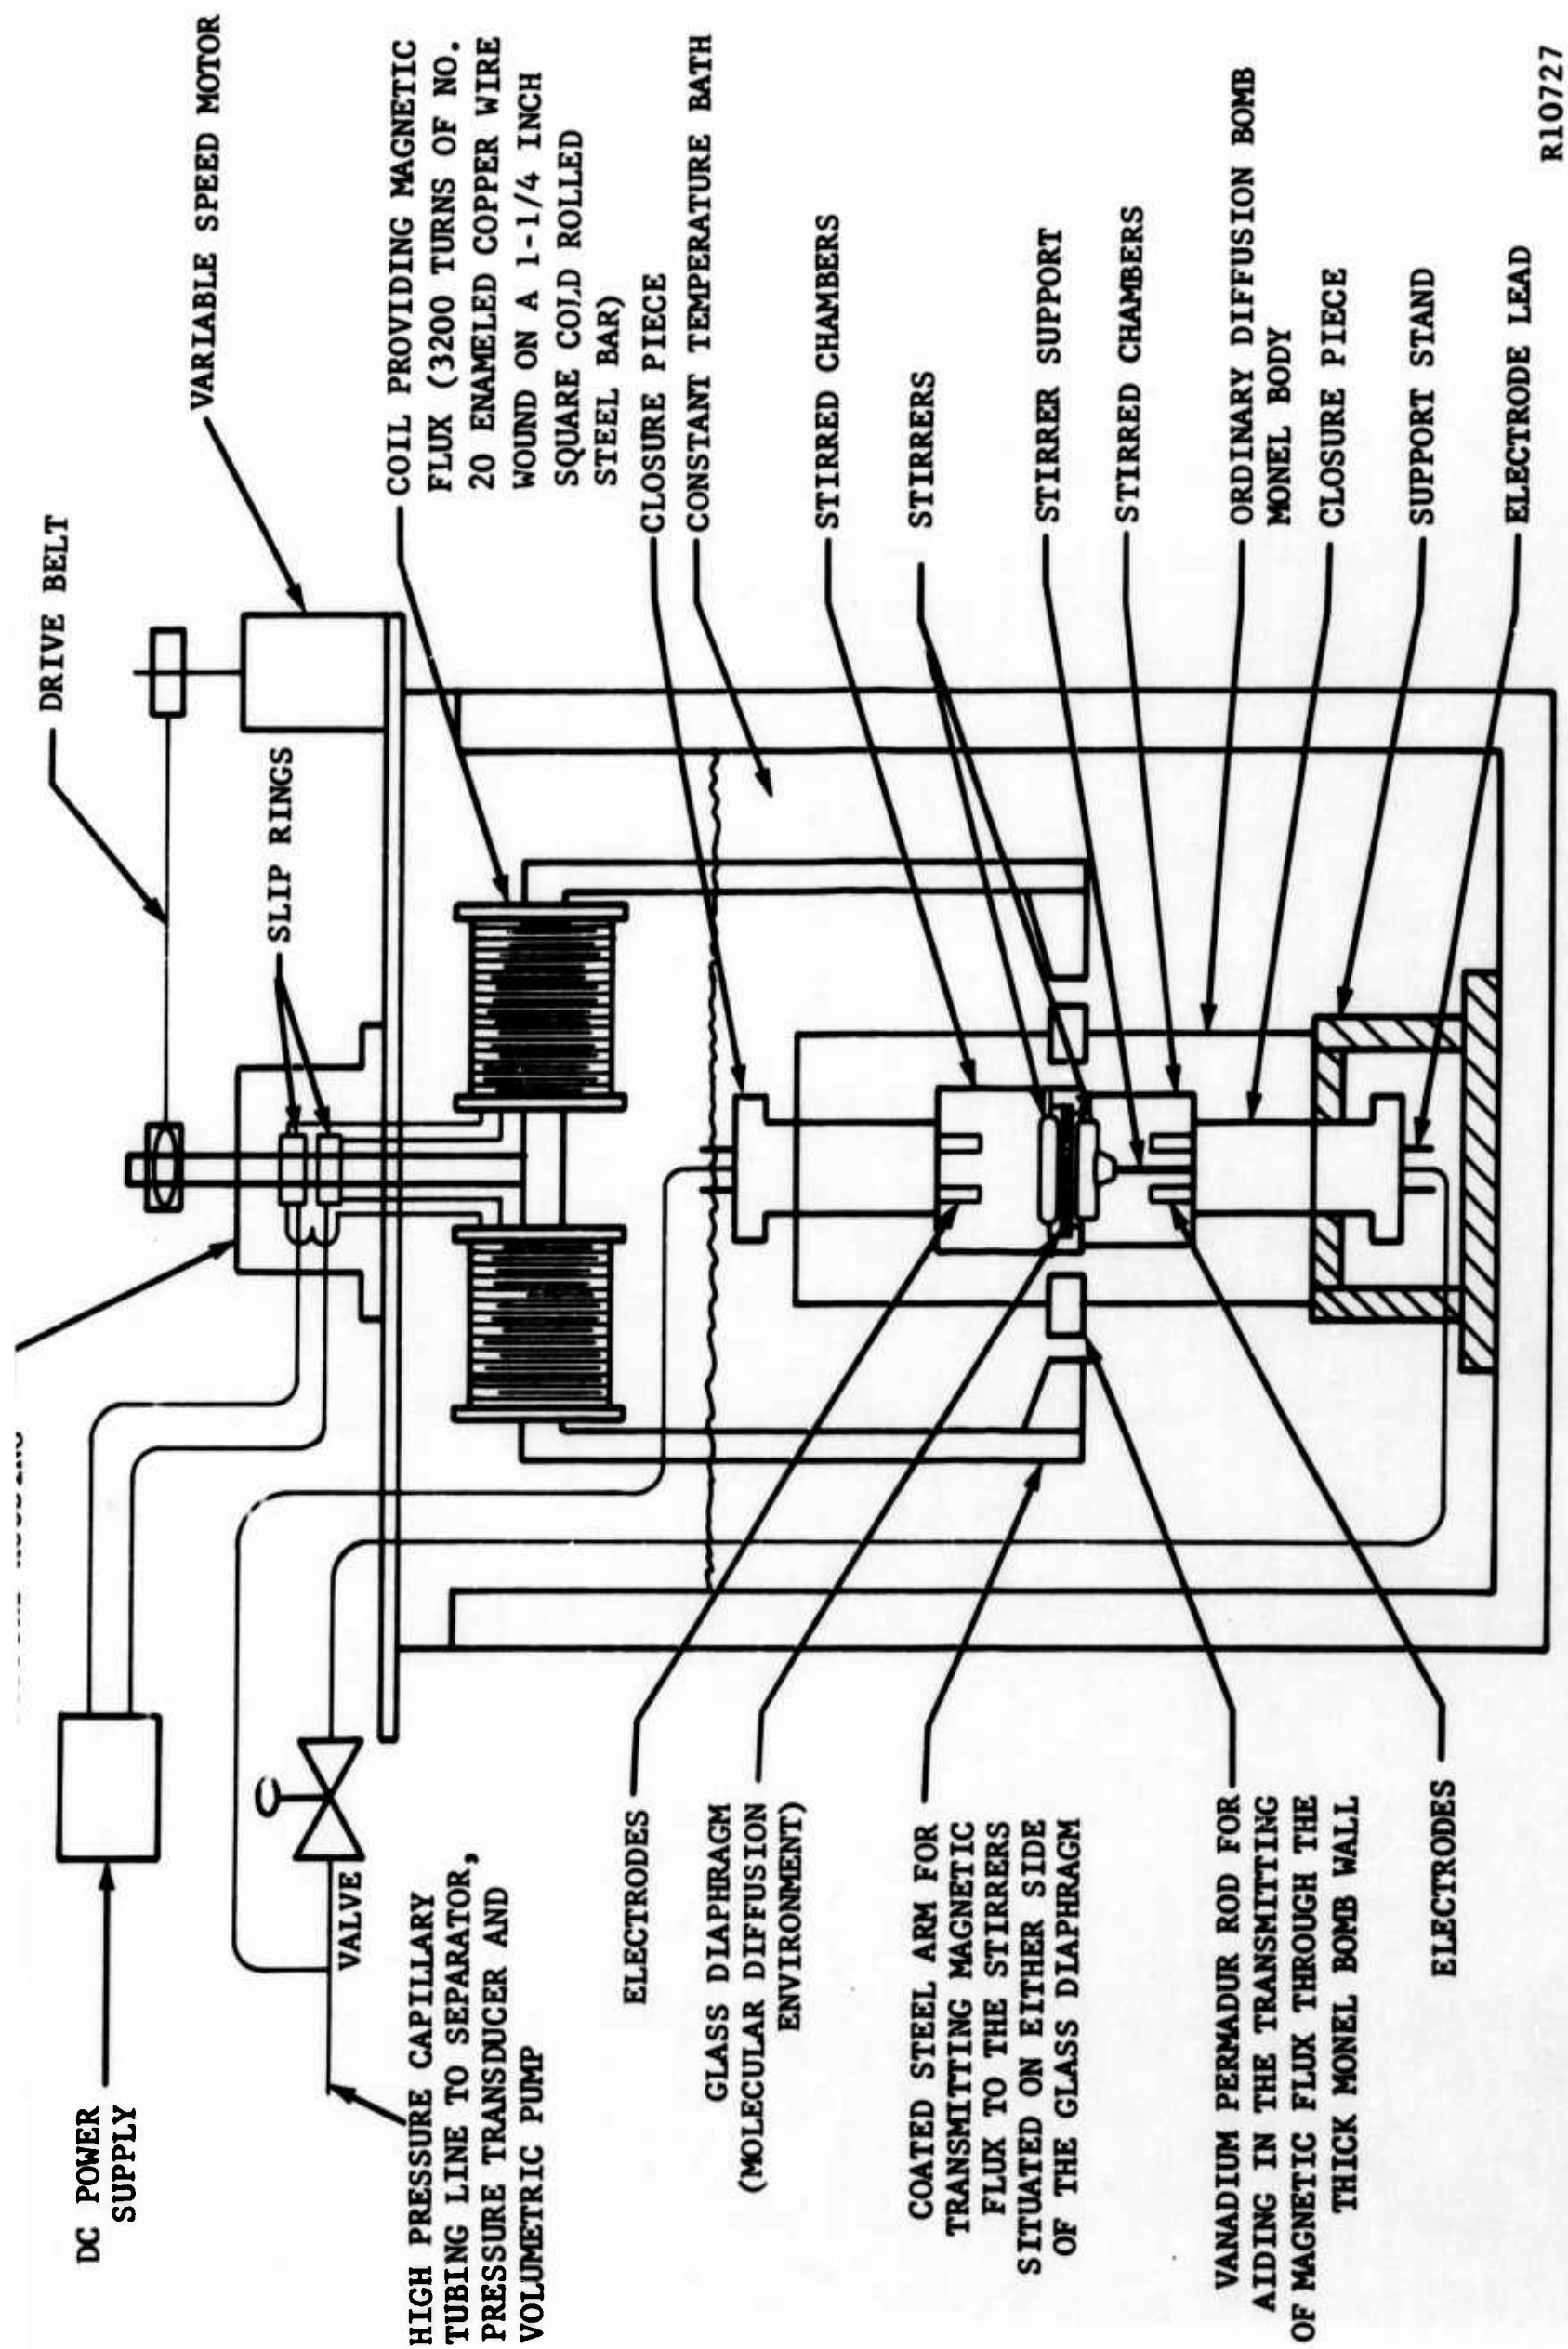 DC POWER
SUPPLY
VALVE
HIGH PRESSURE CAPILLARY
TUBING LINE TO SEPARATOR,
PRESSURE TRANSDUCER AND
VOLUMETRIC PUMP
ELECTRODES
GLASS DIAPHRAGM
(MOLECULAR DIFFUSION
ENVIRONMENT)
COATED STEEL ARM FOR
TRANSMITTING MAGNETIC
FLUX TO THE STIRRERS
SITUATED ON EITHER SIDE
OF THE GLASS DIAPHRAGM
VANADIUM PERMADUR ROD FOR
AIDING IN THE TRANSMITTING
OF MAGNETIC FLUX THROUGH THE
THICK MONEL BOMB WALL
ELECTRODES
DRIVE BELT
SLIP RINGS
VARIABLE SPEED MOTOR
COIL PROVIDING MAGNETIC
FLUX (3200 TURNS OF NO.
20 ENAMELED COPPER WIRE
WOUND ON A 1-1/4 INCH
SQUARE COLD ROLLED
STEEL BAR)
CLOSURE PIECE
CONSTANT TEMPERATURE BATH
STIRRED CHAMBERS
STIRRERS
STIRRER SUPPORT
STIRRED CHAMBERS
ORDINARY DIFFUSION BOMB
MONEL BODY
CLOSURE PIECE
SUPPORT STAND
ELECTRODE LEAD
R10727